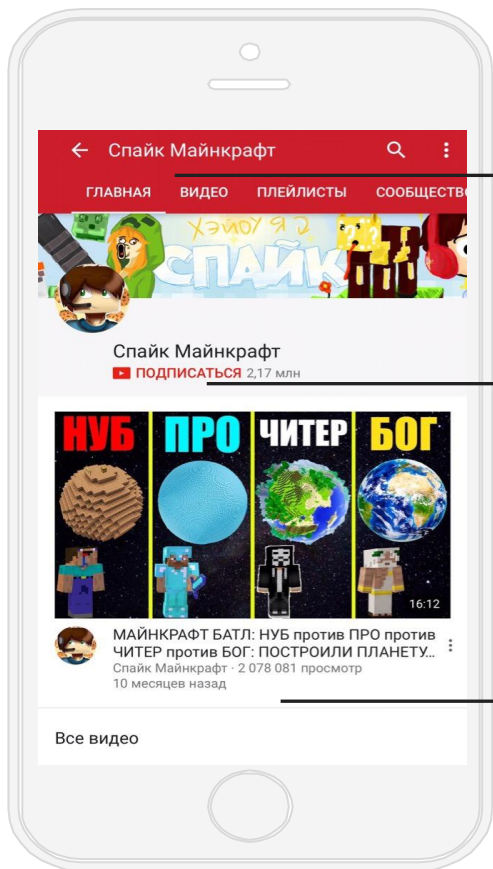 Спайк Майнкрафт
ГЛАВНАЯ ВИДЕО ПЛЕЙЛИСТЫ СООБЩЕСТВО
ХЭЙОУ Я 2
СПАЙК
Спайк Майнкрафт
ПОДПИСАТЬСЯ 2,17 млн
НУБ ПРО ЧИТЕР БОГ
16:12
МАЙНКРАФТ БАТЛ: НУБ против ПРО против
ЧИТЕР против БОГ: ПОСТРОИЛИ ПЛАНЕТУ...
Спайк Майнкрафт · 2 078 081 просмотр
10 месяцев назад
Все видео